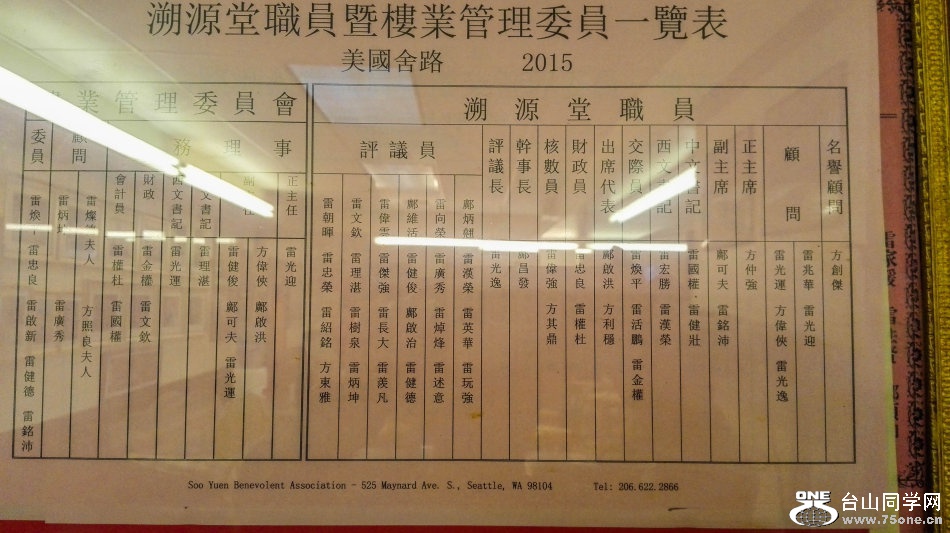 溯源堂職員暨樓業管理委員一覽表
美國舍路 2015
溯源堂職員
名譽顧問 方創傑
顧問 雷兆華 雷光迎
雷光運 方偉俠 雷光逸
正主席 方仲強
副主席 鄺可夫 雷銘沛
中文書記 雷國權 雷健壯
西文書記 雷宏勝 雷漢榮
交際員 雷煥平 雷活鵬 雷金權
出席代表 鄺啟洪 方利穩
財政員 雷忠良 雷權杜
核數員 雷偉強 方其鼎
幹事長 鄺昌發
評議長 雷光逸
評議員
鄺炳翹 雷漢榮 雷英華 雷玩強
雷向榮 雷廣秀 雷焯烽 雷述意
鄺維活 雷健俊 鄺啟治 雷健德
雷偉雲 雷傑強 雷長大 雷羨凡
雷文欽 雷理湛 雷樹泉 雷炳坤
雷朝暉 雷忠榮 雷紹銘 方東雅
業管理委員會
務理事
正主任 雷光迎
副 方偉俠 鄺啟洪
雷健俊 鄺可夫 雷光運
文書記 雷理湛
西文書記 雷光運
財政 雷金權 雷文欽
會計員 雷權杜 雷國權
顧問 夫人 方照良夫人
雷炳 雷廣秀
委員 雷煥 雷忠良 雷啟新 雷健德 雷銘沛
Soo Yuen Benevolent Association - 525 Maynard Ave. S., Seattle, WA 98104 Tel: 206.622.2866
ONE
台山同学网
www.75one.cn